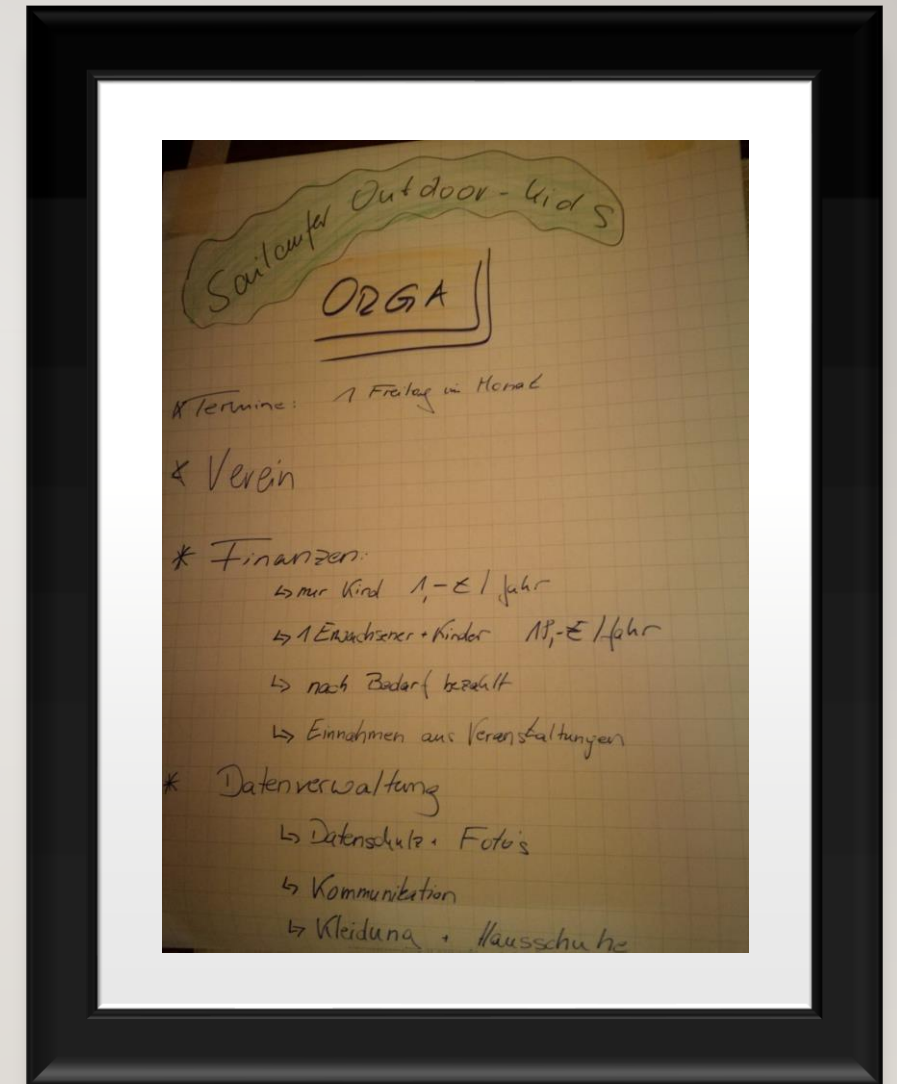 Sailaufer Outdoor-Kids
ORGA
* Termine: 1 Freitag im Monat
* Verein
* Finanzen:
↳ nur Kind 1,-€ / Jahr
↳ 1 Erwachsener + Kinder 18,-€ / Jahr
↳ nach Bedarf bezahlt
↳ Einnahmen aus Veranstaltungen
* Datenverwaltung
↳ Datenschutz + Foto's
↳ Kommunikation
↳ Kleidung + Hausschuhe